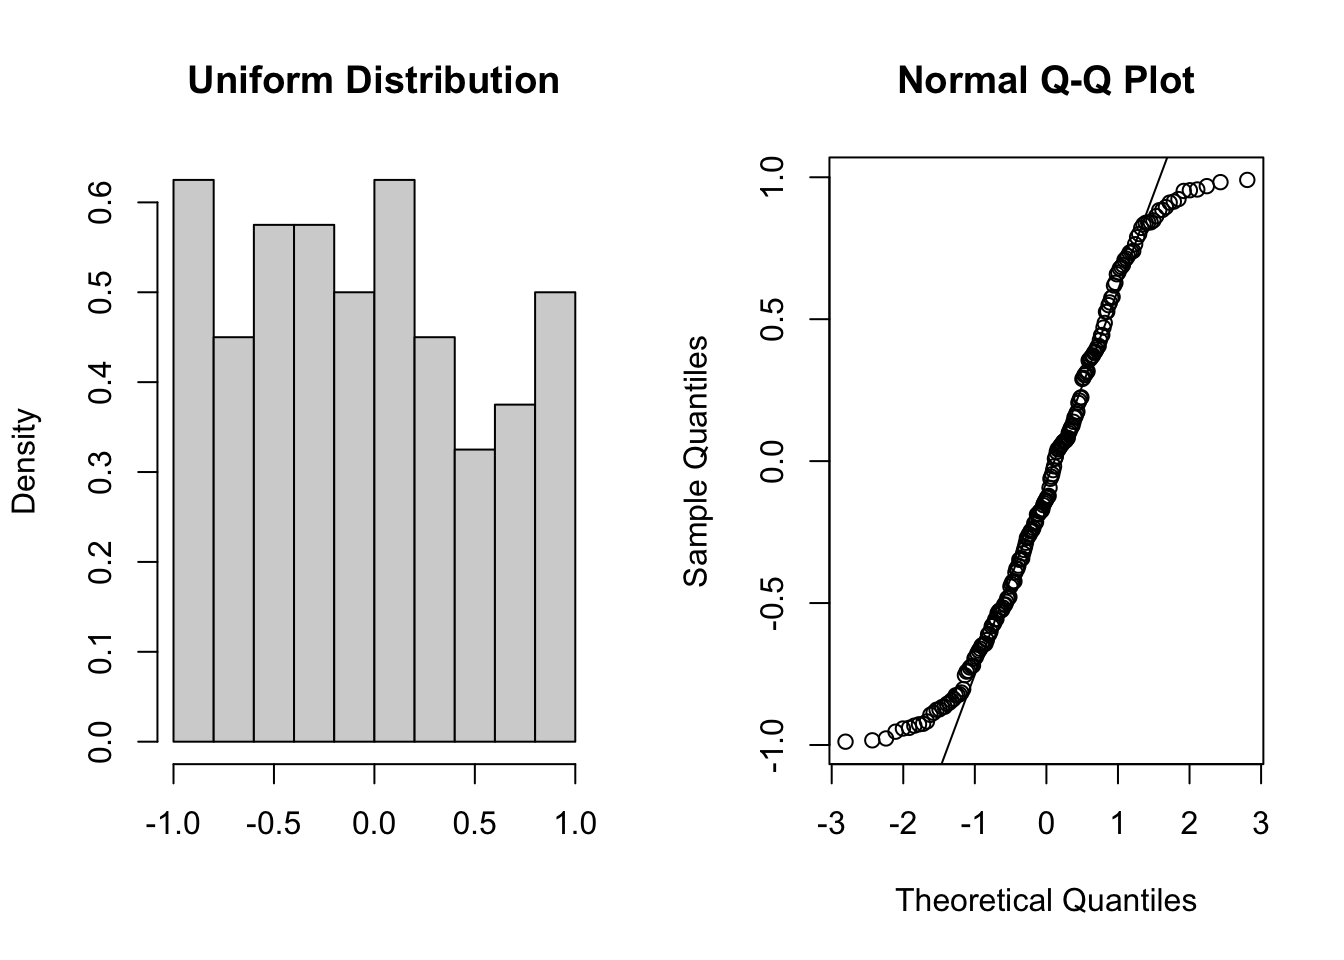 Uniform Distribution
Density
0.6
0.5
0.4
0.3
0.2
0.1
0.0
-1.0 -0.5 0.0 0.5 1.0
Normal Q-Q Plot
Sample Quantiles
1.0
0.5
0.0
-0.5
-1.0
-3 -2 -1 0 1 2 3
Theoretical Quantiles